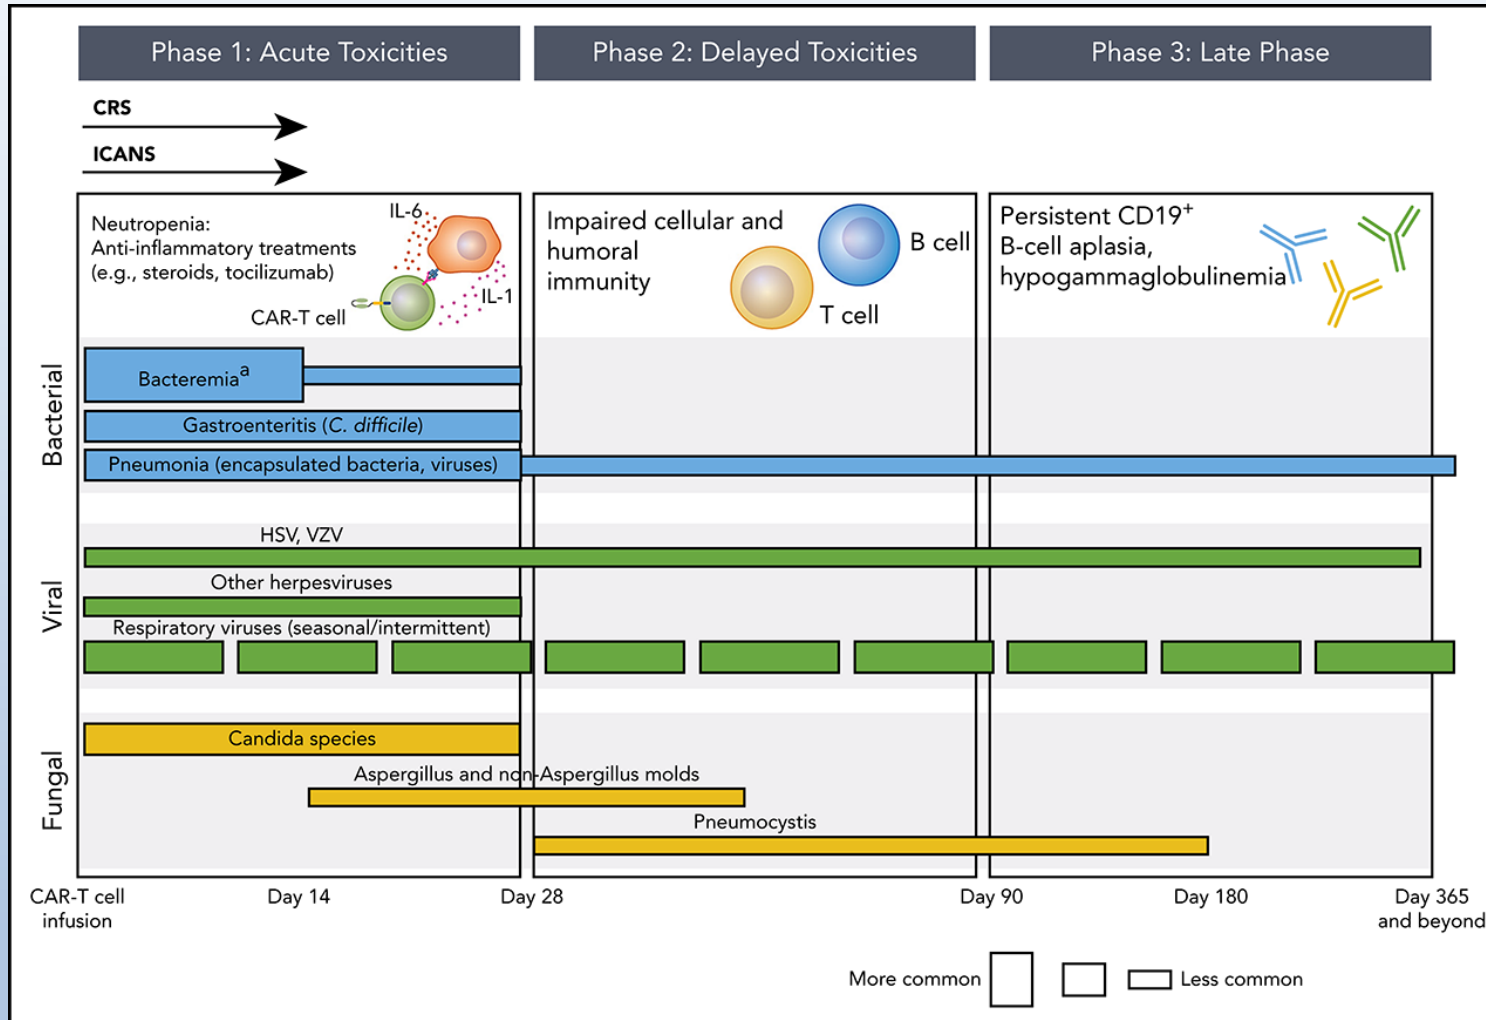 Phase 1: Acute Toxicities
Phase 2: Delayed Toxicities
Phase 3: Late Phase
CRS
ICANS
Neutropenia:
Anti-inflammatory treatments
(e.g., steroids, tocilizumab)
IL-6
IL-1
CAR-T cell
Impaired cellular and
humoral
immunity
B cell
T cell
Persistent CD19+
B-cell aplasia,
hypogammaglobulinemia
Bacterial
Bacteremiaa
Gastroenteritis (C. difficile)
Pneumonia (encapsulated bacteria, viruses)
Viral
HSV, VZV
Other herpesviruses
Respiratory viruses (seasonal/intermittent)
Fungal
Candida species
Aspergillus and non-Aspergillus molds
Pneumocystis
CAR-T cell
infusion
Day 14
Day 28
Day 90
Day 180
Day 365
and beyond
More common
Less common